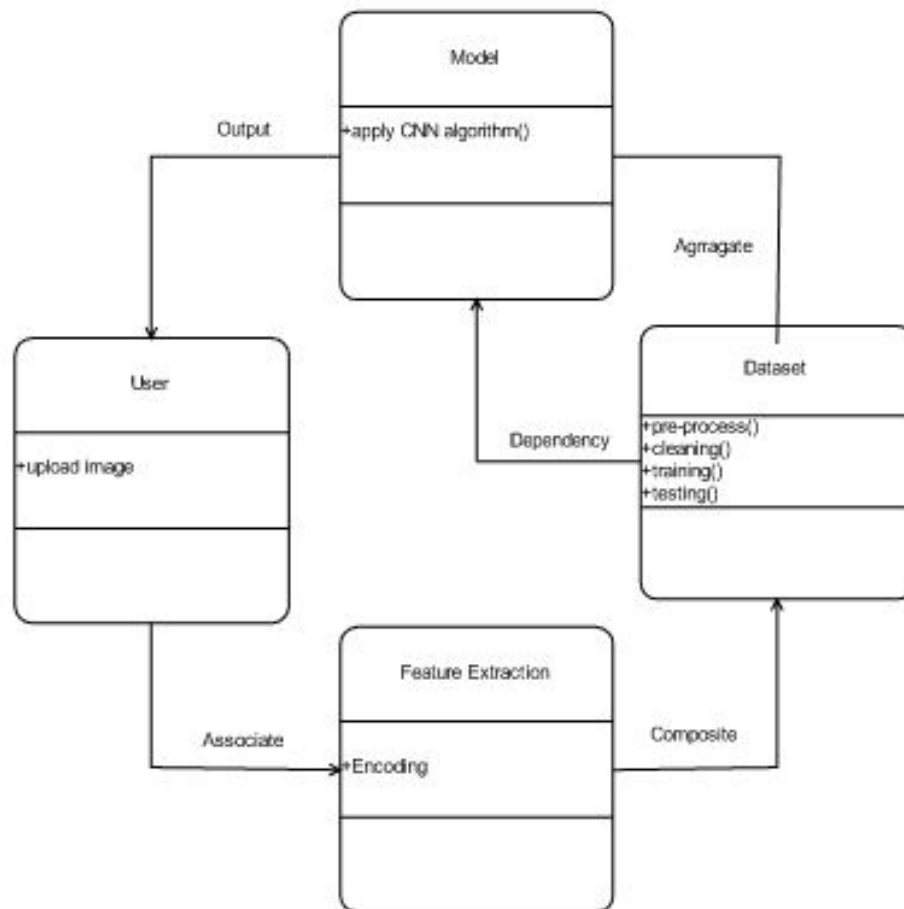 Model
+apply CNN algorithm()
Output
Agrragate
User
+upload image
Dataset
+pre-process()
+cleaning()
+training()
+testing()
Dependency
Feature Extraction
+Encoding
Associate
Composite